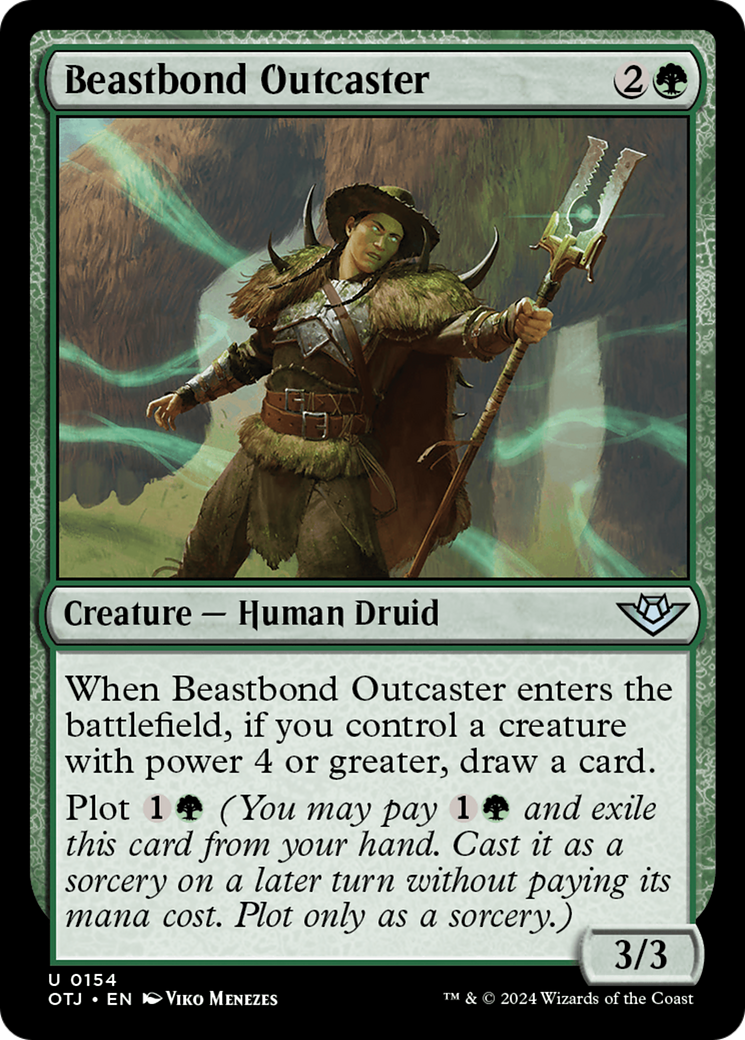 Beastbond Outcaster 2
Creature — Human Druid
When Beastbond Outcaster enters the
battlefield, if you control a creature
with power 4 or greater, draw a card.
Plot 1 (You may pay 1 and exile
this card from your hand. Cast it as a
sorcery on a later turn without paying its
mana cost. Plot only as a sorcery.)
3/3
U 0154
OTJ • EN Viko Menezes
™ & © 2024 Wizards of the Coast